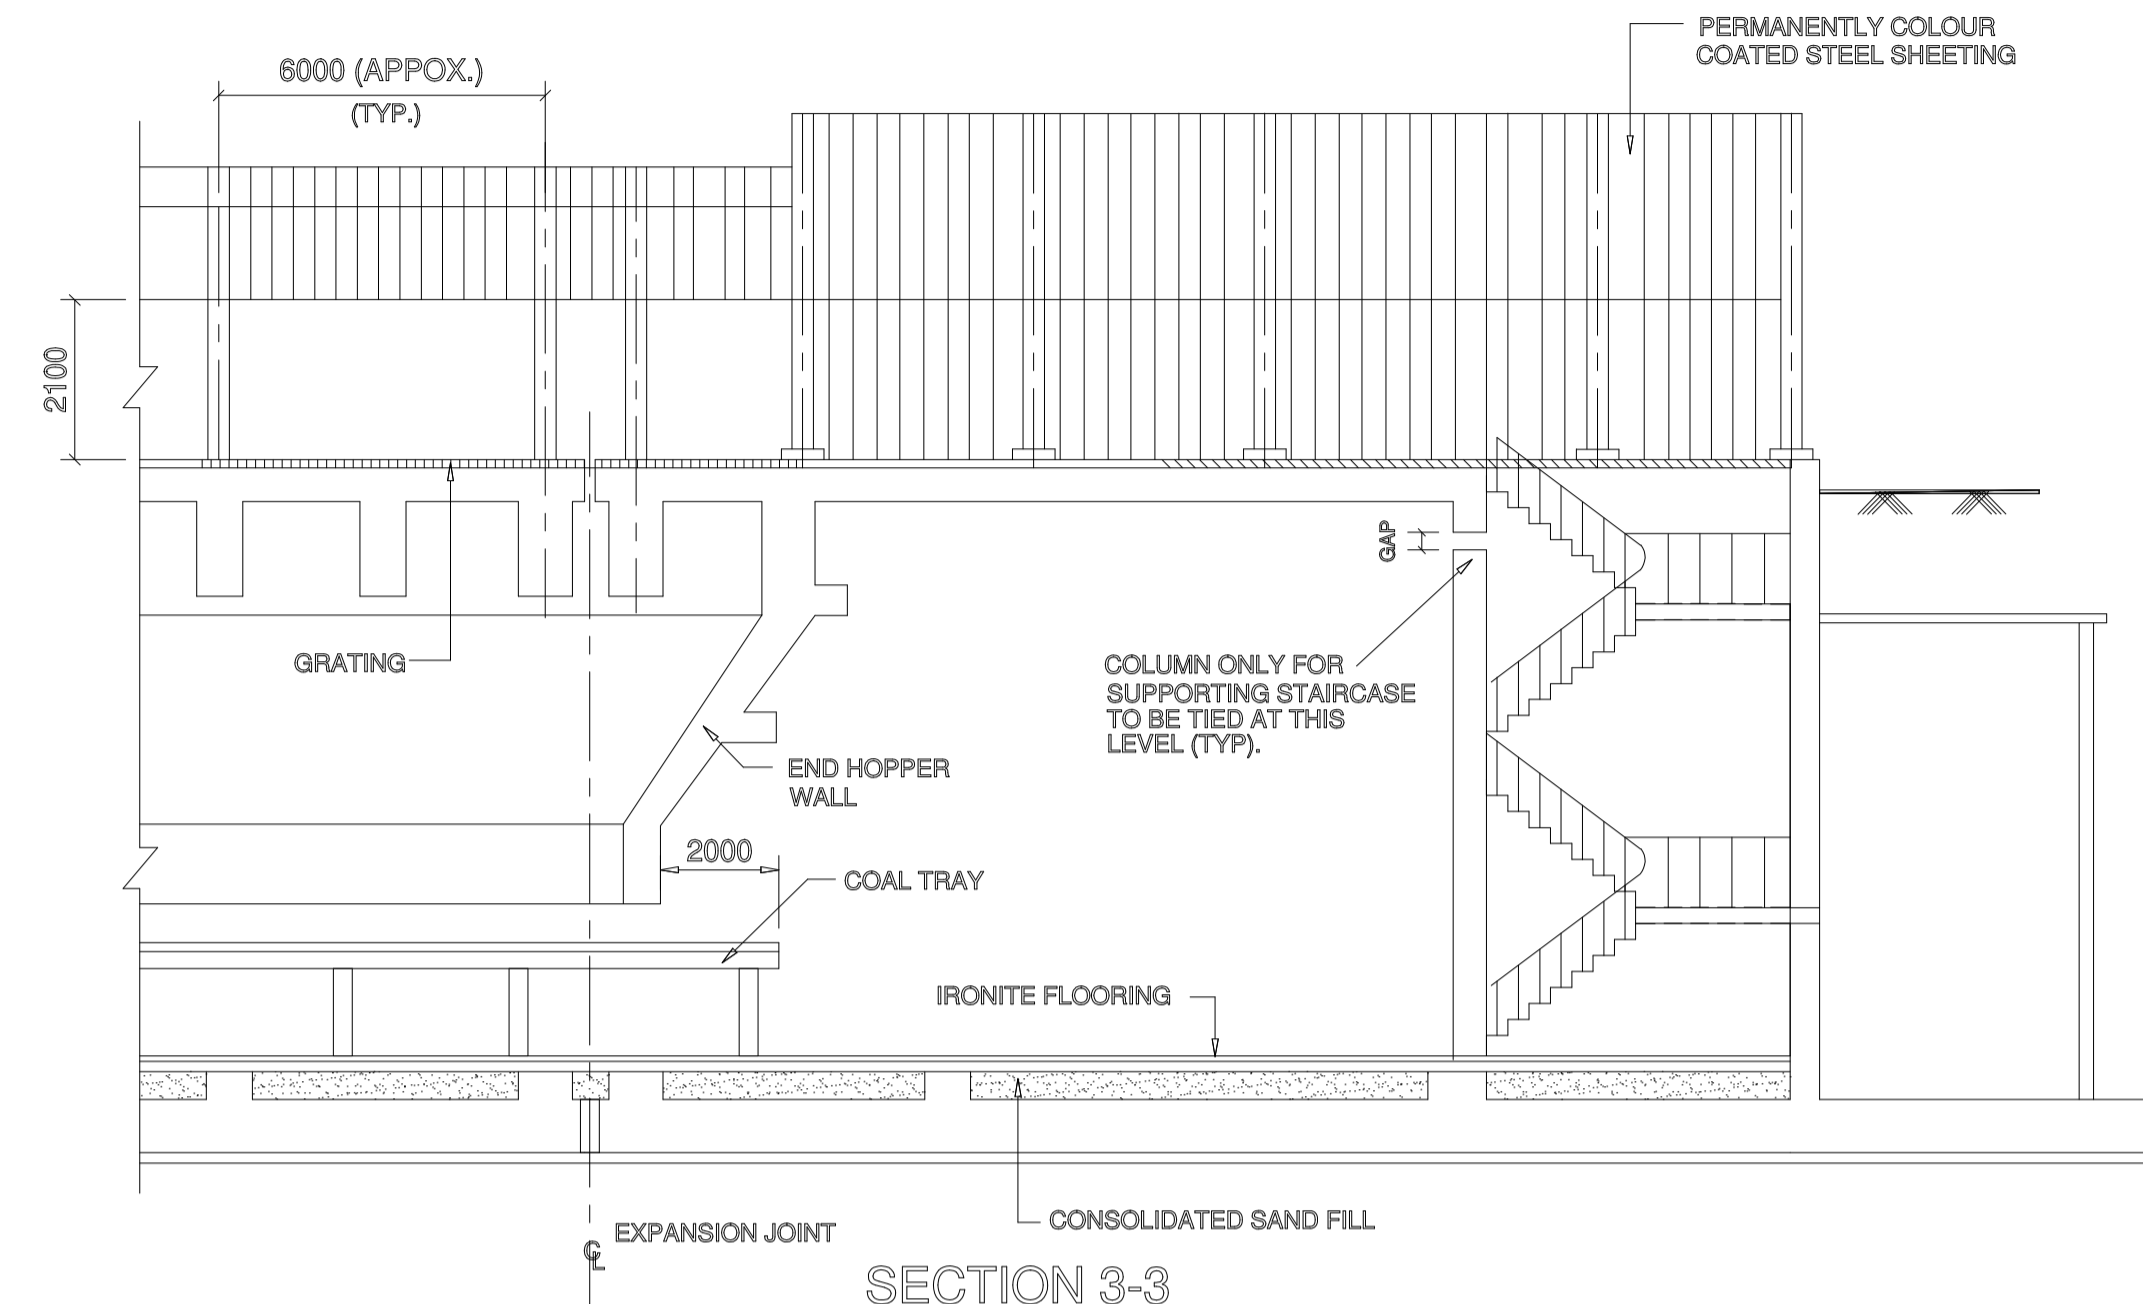 PERMANENTLY COLOUR
COATED STEEL SHEETING
6000 (APPOX.)
(TYP.)
2100
GAP
GRATING
COLUMN ONLY FOR
SUPPORTING STAIRCASE
TO BE TIED AT THIS
LEVEL (TYP).
END HOPPER
WALL
2000
COAL TRAY
IRONITE FLOORING
CONSOLIDATED SAND FILL
EXPANSION JOINT
℄
SECTION 3-3